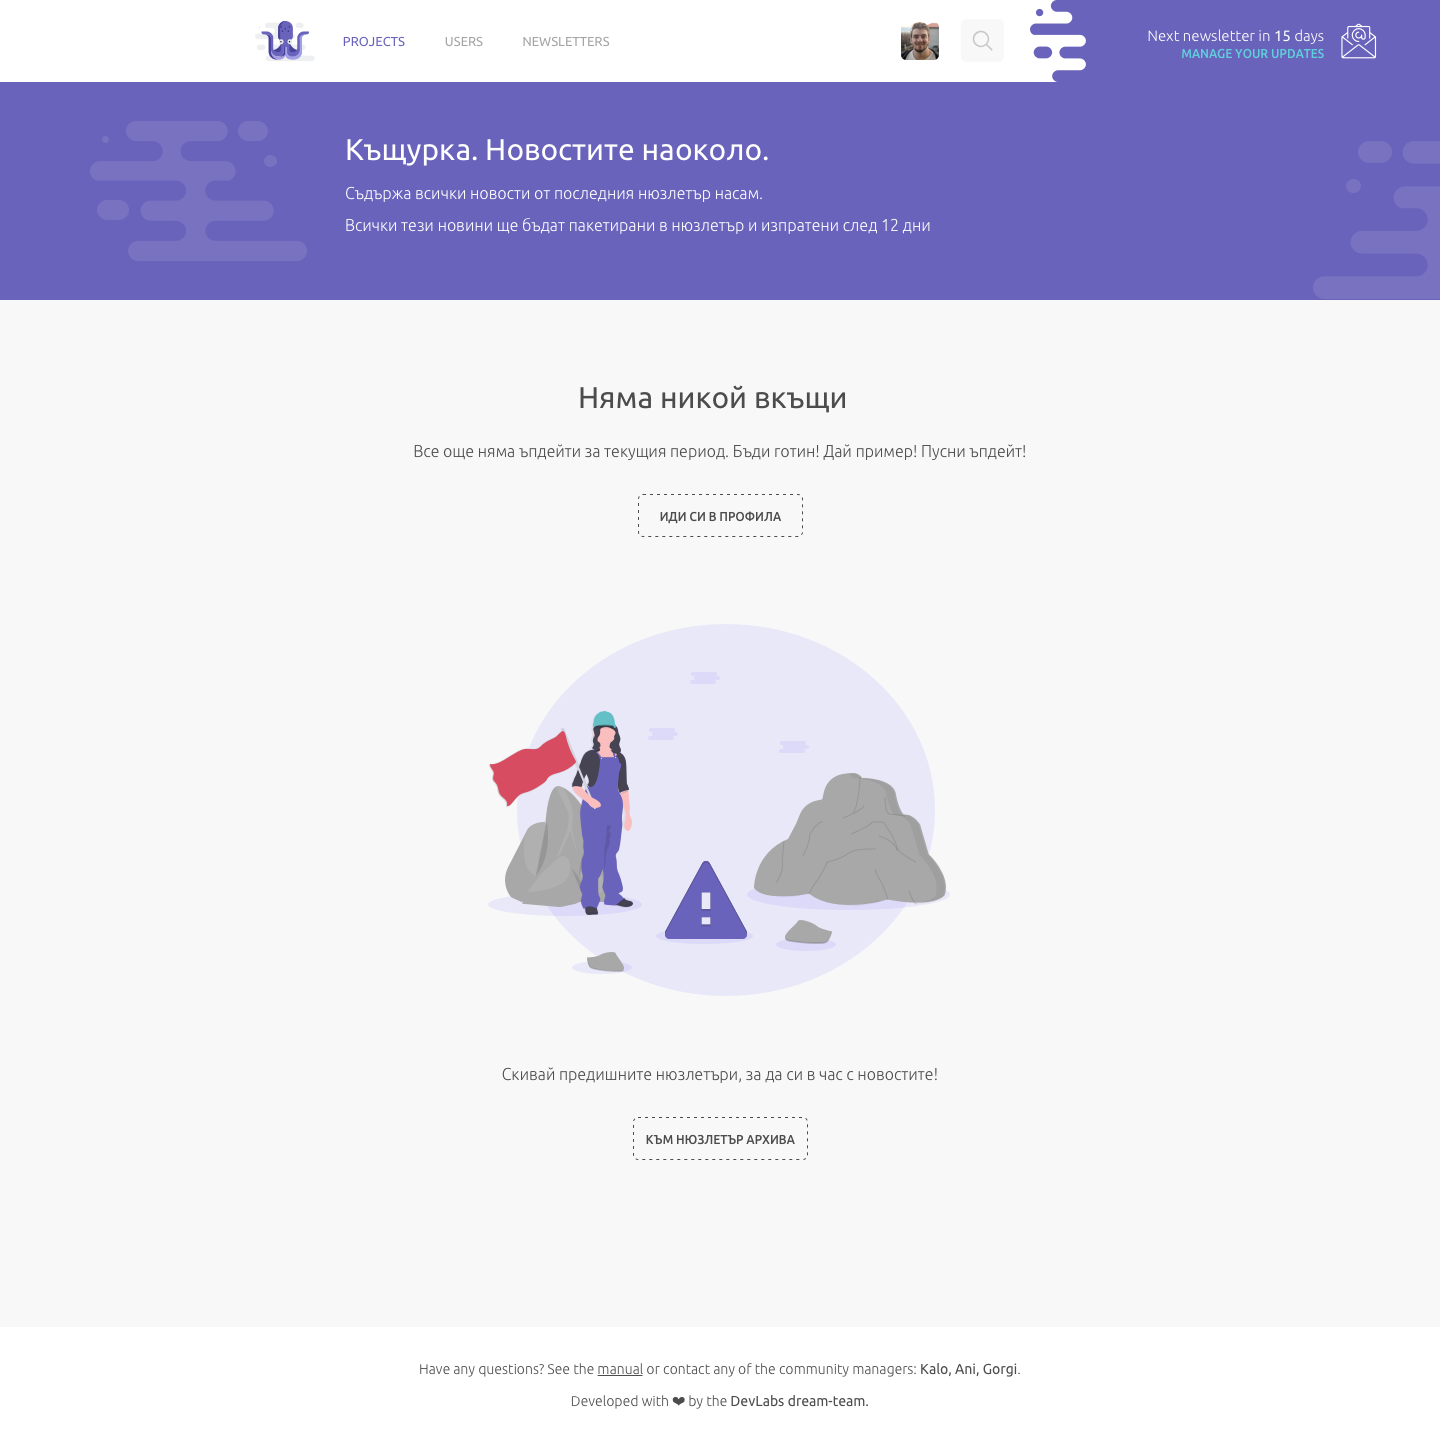 PROJECTS
USERS
NEWSLETTERS
Next newsletter in 15 days
MANAGE YOUR UPDATES
Къщурка. Новостите наоколо.
Съдържа всички новости от последния нюзлетър насам.
Всички тези новини ще бъдат пакетирани в нюзлетър и изпратени след 12 дни
Няма никой вкъщи
Все още няма ъпдейти за текущия период. Бъди готин! Дай пример! Пусни ъпдейт!
ИДИ СИ В ПРОФИЛА
Скивай предишните нюзлетъри, за да си в час с новостите!
КЪМ НЮЗЛЕТЪР АРХИВА
Have any questions? See the manual or contact any of the community managers: Kalo, Ani, Gorgi.
Developed with ❤ by the DevLabs dream-team.